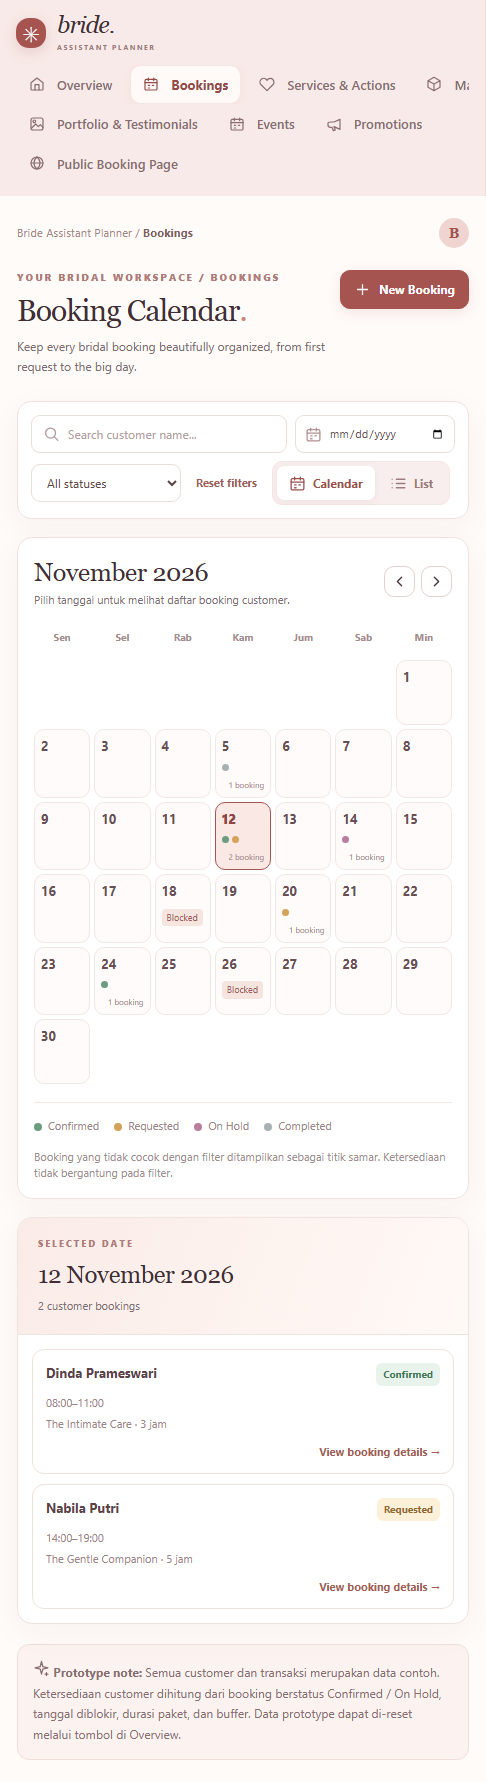 bride.
ASSISTANT PLANNER
Overview
Bookings
Services & Actions
Portfolio & Testimonials
Events
Promotions
Public Booking Page
Bride Assistant Planner / Bookings
B
YOUR BRIDAL WORKSPACE / BOOKINGS
Booking Calendar.
New Booking
Keep every bridal booking beautifully organized, from first
request to the big day.
Search customer name...
mm/dd/yyyy
All statuses
Reset filters
Calendar
List
November 2026
Pilih tanggal untuk melihat daftar booking customer.
Sen Sel Rab Kam Jum Sab Min
1
2 3 4 5 6 7 8
1 booking
9 10 11 12 13 14 15
2 booking 1 booking
16 17 18 19 20 21 22
Blocked 1 booking
23 24 25 26 27 28 29
1 booking Blocked
30
Confirmed Requested On Hold Completed
Booking yang tidak cocok dengan filter ditampilkan sebagai titik samar. Ketersediaan
tidak bergantung pada filter.
SELECTED DATE
12 November 2026
2 customer bookings
Dinda Prameswari
Confirmed
08:00–11:00
The Intimate Care · 3 jam
View booking details →
Nabila Putri
Requested
14:00–19:00
The Gentle Companion · 5 jam
View booking details →
Prototype note: Semua customer dan transaksi merupakan data contoh.
Ketersediaan customer dihitung dari booking berstatus Confirmed / On Hold,
tanggal diblokir, durasi paket, dan buffer. Data prototype dapat di-reset
melalui tombol di Overview.